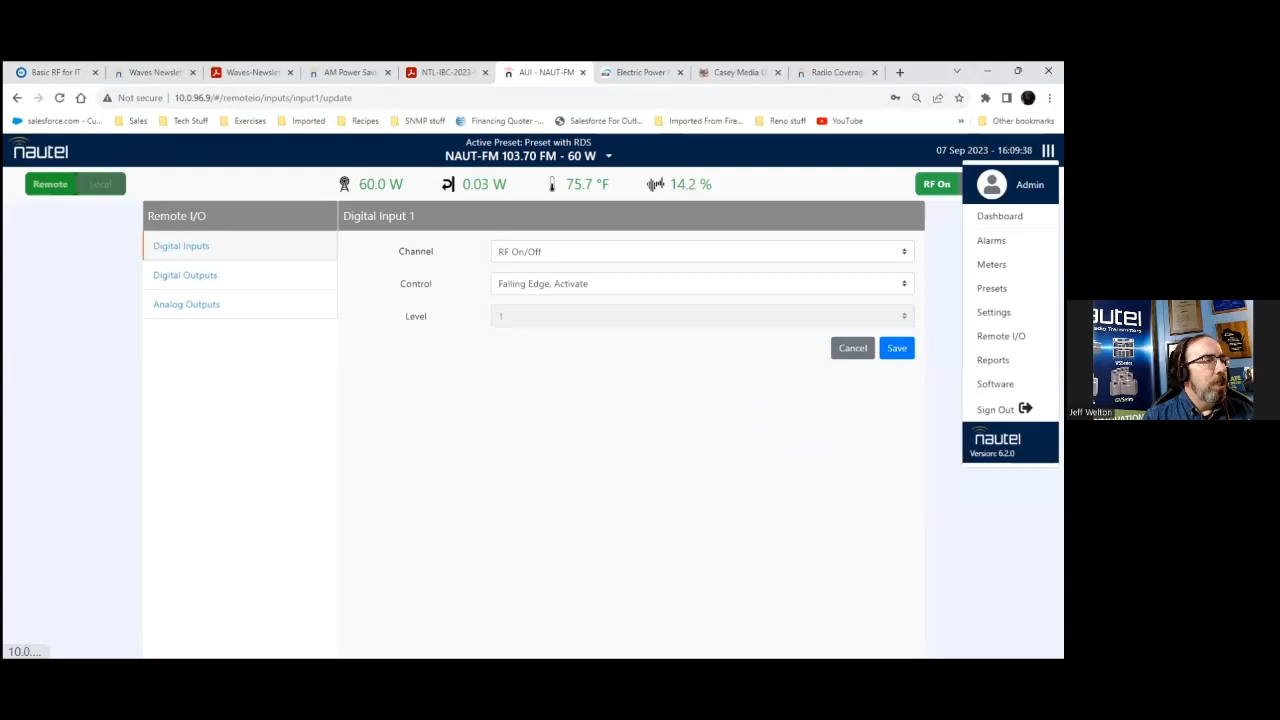 Basic RF for IT
Waves Newslet
Waves-Newslet
AM Power Savi
NTL-IBC-2023-
AUI - NAUT-FM
Electric Power
Casey Media LL
Radio Coverag
Not secure
10.0.96.9/#/remoteio/inputs/input1/update
salesforce.com - Cu...
Sales
Tech Stuff
Exercises
Imported
Recipes
SNMP stuff
Financing Quoter -...
Salesforce For Outl...
Imported From Fire...
Reno stuff
YouTube
»
Other bookmarks
nautel
Active Preset: Preset with RDS
NAUT-FM 103.70 FM - 60 W
07 Sep 2023 - 16:09:38
Remote
Local
60.0 W
0.03 W
75.7 °F
14.2 %
RF On
Admin
Remote I/O
Digital Inputs
Digital Outputs
Analog Outputs
Digital Input 1
Channel
RF On/Off
Control
Falling Edge, Activate
Level
1
Cancel
Save
Dashboard
Alarms
Meters
Presets
Settings
Remote I/O
Reports
Software
Sign Out
nautel
Version: 6.2.0
10.0....
autel
Jeff Welton